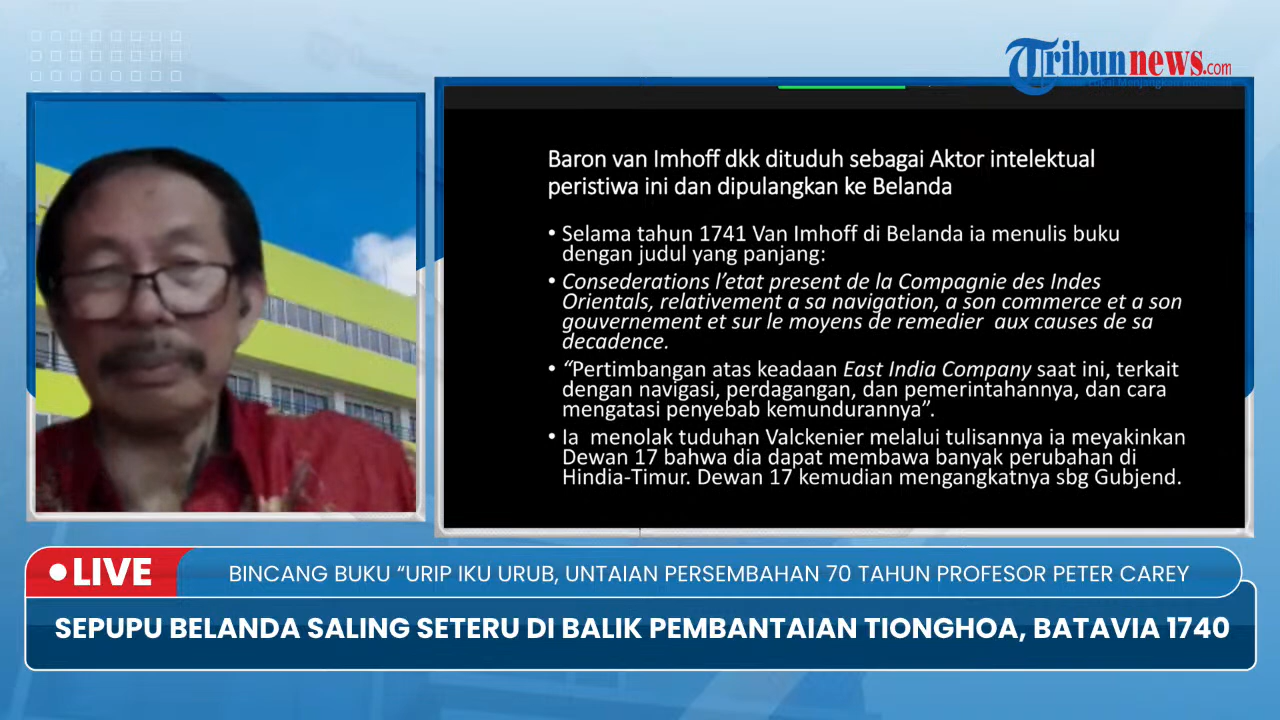 Tribunnews.com
Baron van Imhoff dkk dituduh sebagai Aktor intelektual
peristiwa ini dan dipulangkan ke Belanda
• Selama tahun 1741 Van Imhoff di Belanda ia menulis buku
dengan judul yang panjang:
• Consederations l’etat present de la Compagnie des Indes
Orientals, relativement a sa navigation, a son commerce et a son
gouvernement et sur le moyens de remedier aux causes de sa
decadence.
• “Pertimbangan atas keadaan East India Company saat ini, terkait
dengan navigasi, perdagangan, dan pemerintahannya, dan cara
mengatasi penyebab kemundurannya”.
• Ia menolak tuduhan Valckenier melalui tulisannya ia meyakinkan
Dewan 17 bahwa dia dapat membawa banyak perubahan di
Hindia-Timur. Dewan 17 kemudian mengangkatnya sbg Gubjend.
LIVE
BINCANG BUKU “URIP IKU URUB, UNTAIAN PERSEMBAHAN 70 TAHUN PROFESOR PETER CAREY
SEPUPU BELANDA SALING SETERU DI BALIK PEMBANTAIAN TIONGHOA, BATAVIA 1740